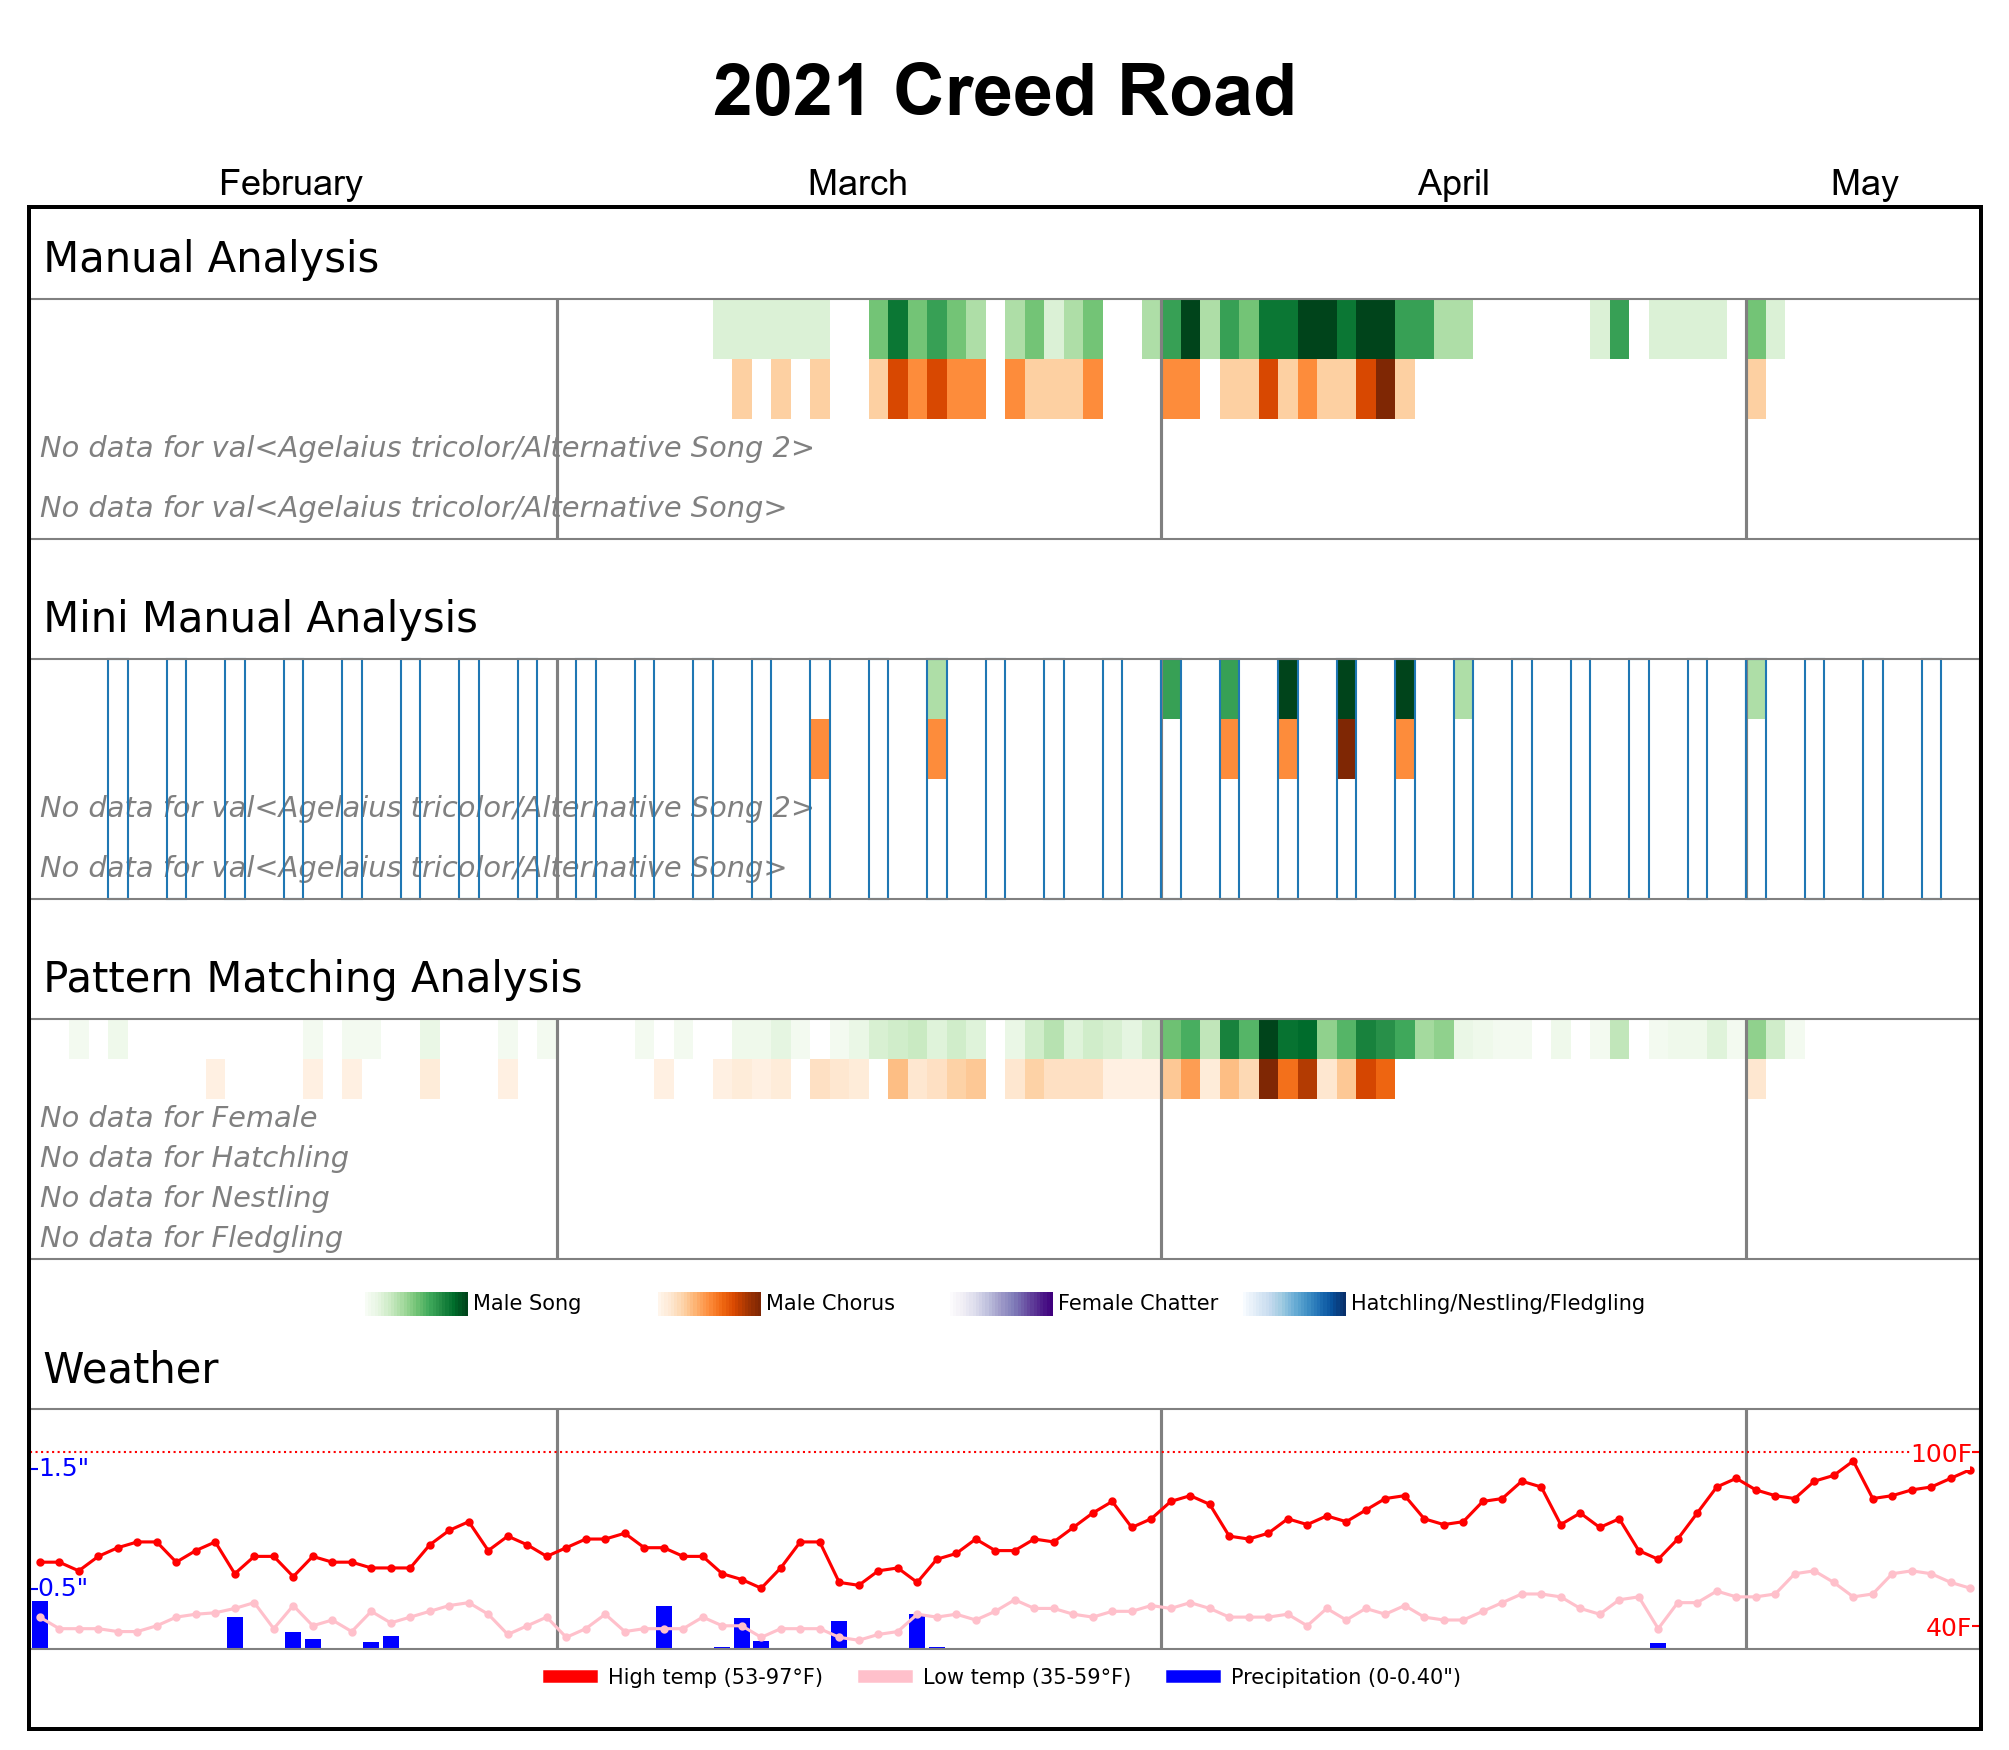 2021 Creed Road
February March April May
Manual Analysis
No data for val<Agelaius tricolor/Alternative Song 2>
No data for val<Agelaius tricolor/Alternative Song>
Mini Manual Analysis
No data for val<Agelaius tricolor/Alternative Song 2>
No data for val<Agelaius tricolor/Alternative Song>
Pattern Matching Analysis
No data for Female
No data for Hatchling
No data for Nestling
No data for Fledgling
Male Song Male Chorus Female Chatter Hatchling/Nestling/Fledgling
Weather
100F
1.5"
0.5"
40F
High temp (53-97°F) Low temp (35-59°F) Precipitation (0-0.40")